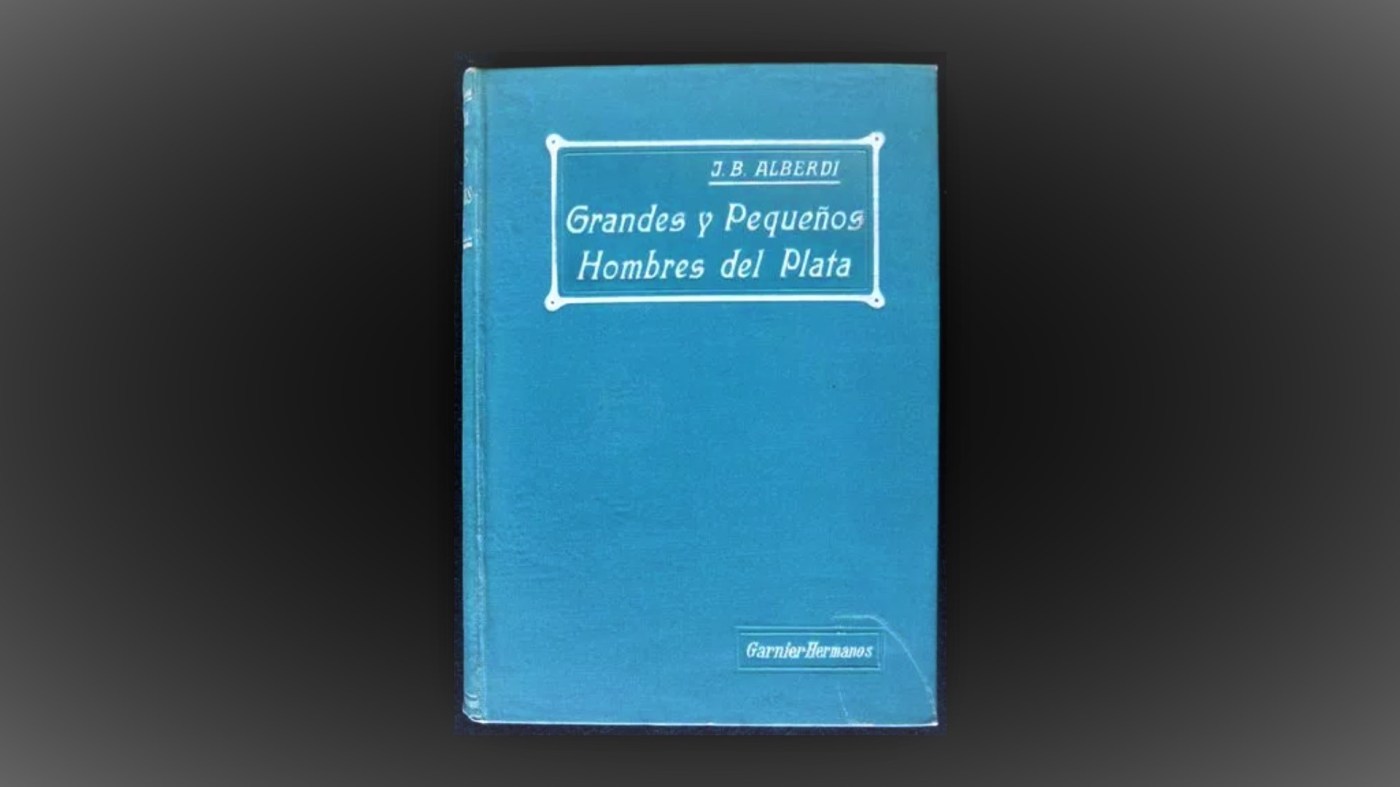 J. B. ALBERDI
Grandes y Pequeños
Hombres del Plata
Garnier-Hermanos